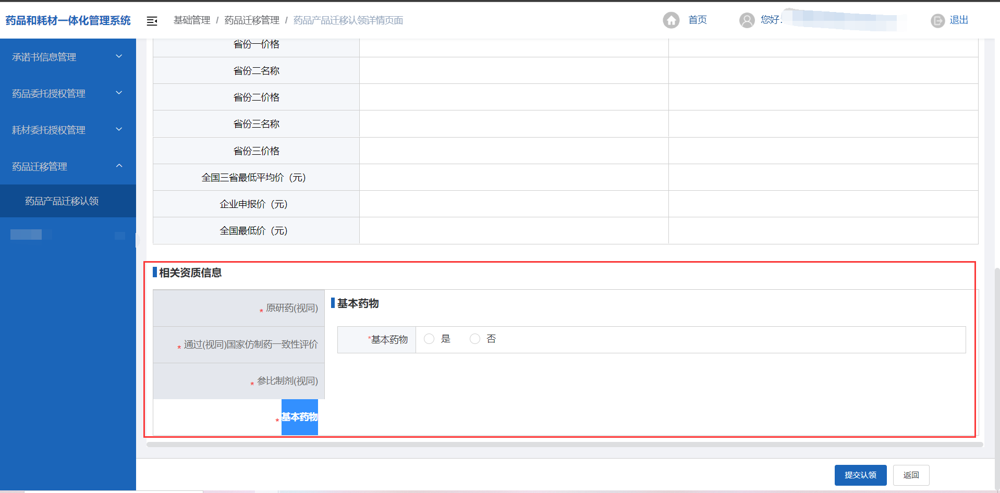 药品和耗材一体化管理系统
基础管理 / 药品迁移管理 / 药品产品迁移认领详情页面
首页
您好:
退出
承诺书信息管理
药品委托授权管理
耗材委托授权管理
药品迁移管理
药品产品迁移认领
省份一价格
省份二名称
省份二价格
省份三名称
省份三价格
全国三省最低平均价（元）
企业申报价（元）
全国最低价（元）
相关资质信息
* 原研药(视同)
* 通过(视同)国家仿制药一致性评价
* 参比制剂(视同)
* 基本药物
基本药物
*基本药物 是 否
提交认领
返回